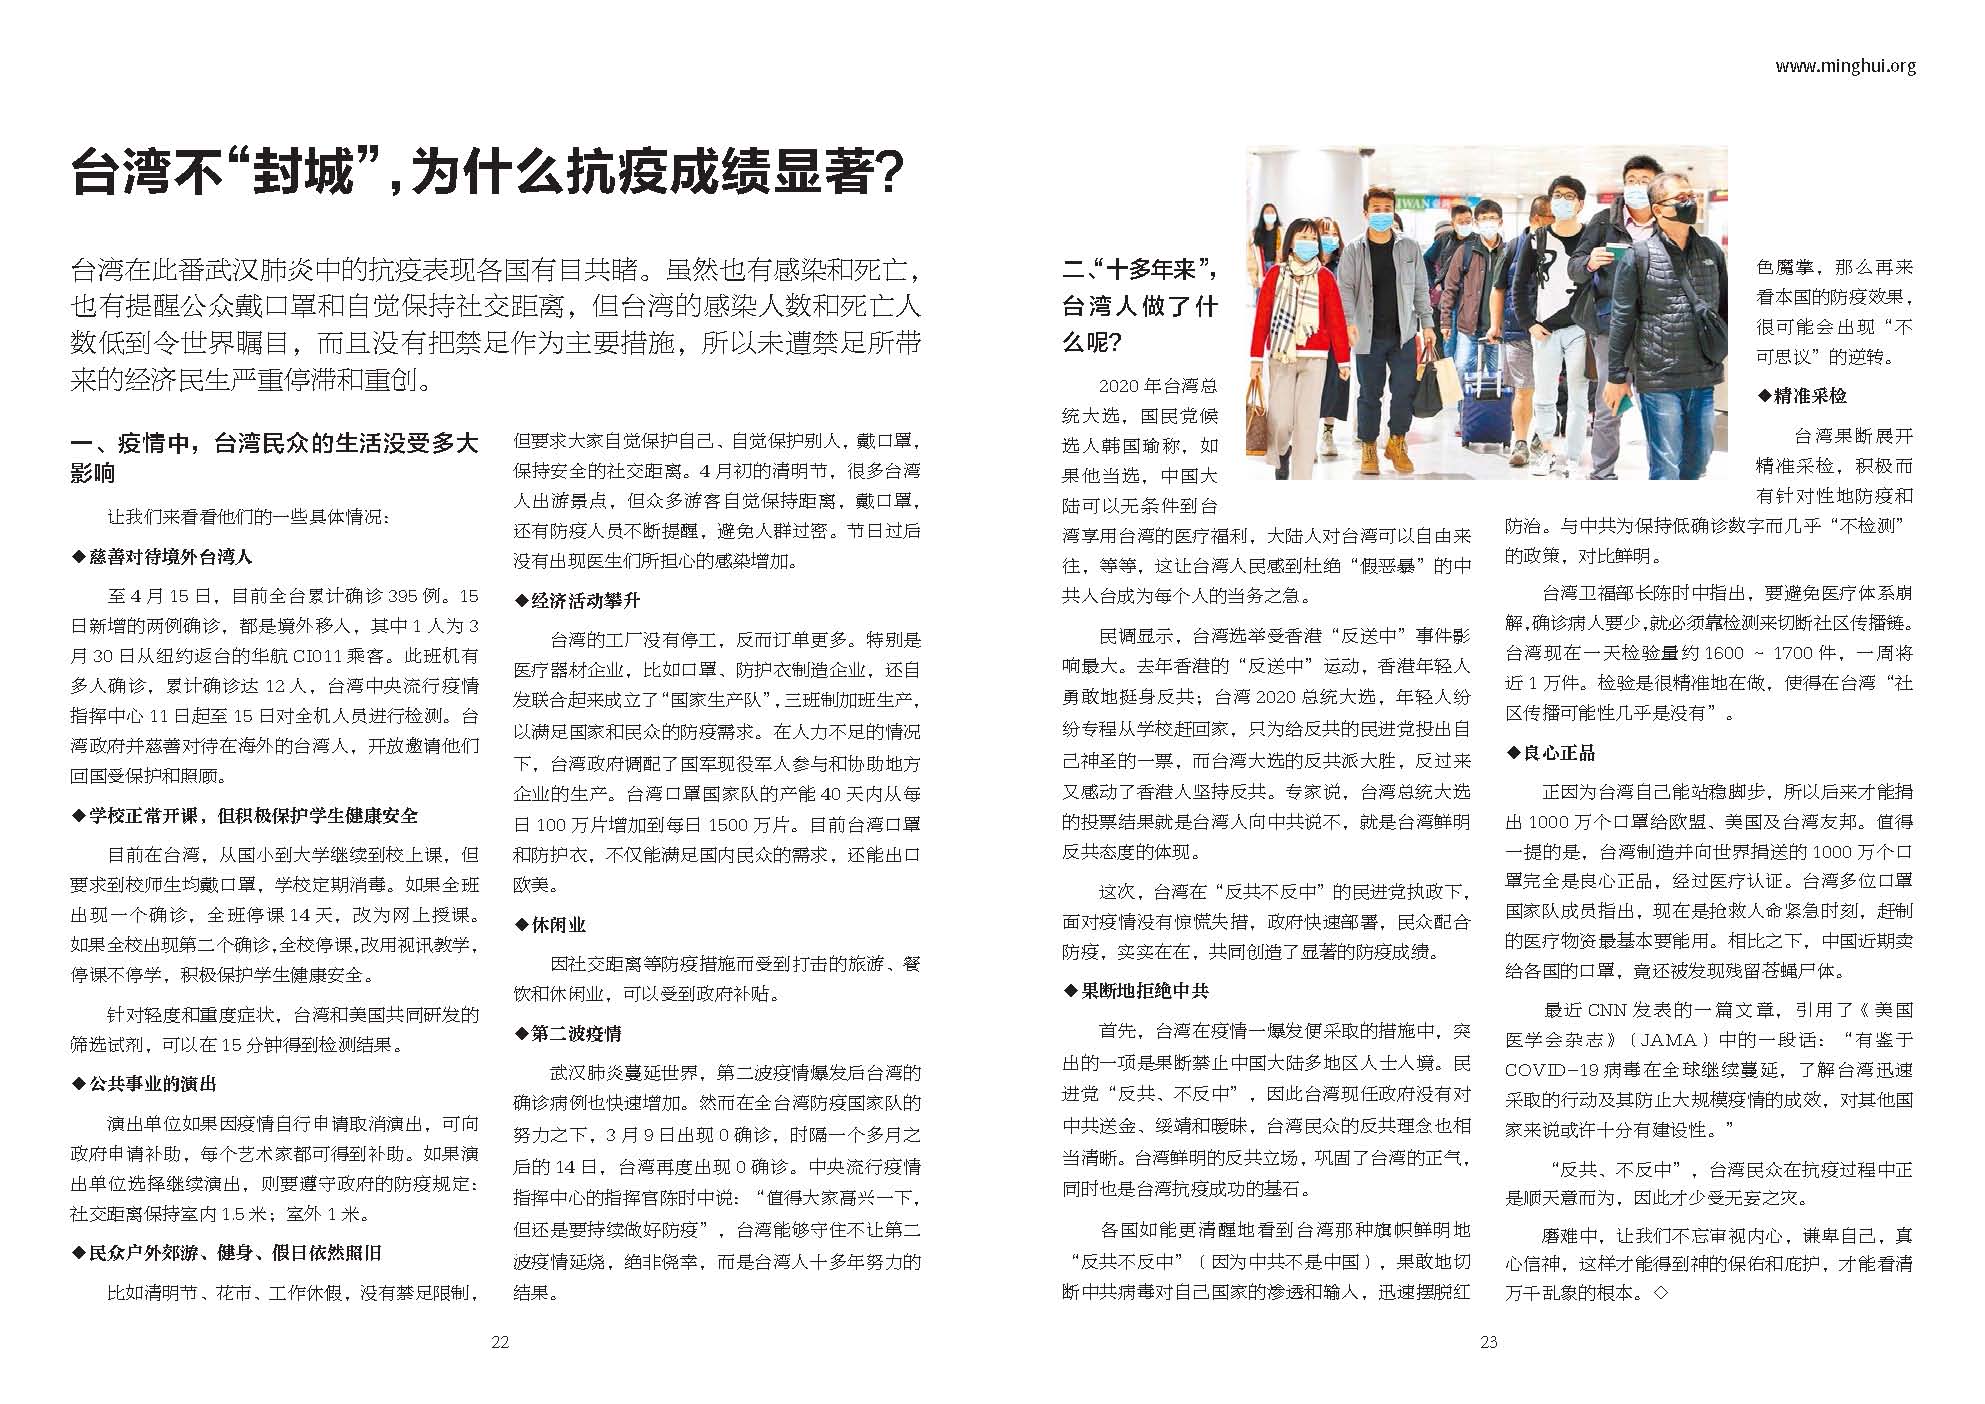 www.minghui.org
台湾不“封城”，为什么抗疫成绩显著？
台湾在此番武汉肺炎中的抗疫表现各国有目共睹。虽然也有感染和死亡，
也有提醒公众戴口罩和自觉保持社交距离，但台湾的感染人数和死亡人
数低到令世界瞩目，而且没有把禁足作为主要措施，所以未遭禁足所带
来的经济民生严重停滞和重创。
一、疫情中，台湾民众的生活没受多大
影响
让我们来看看他们的一些具体情况：
◆慈善对待境外台湾人
至 4 月 15 日，目前全台累计确诊 395 例。15
日新增的两例确诊，都是境外移入，其中 1 人为 3
月 30 日从纽约返台的华航 CI011 乘客。此班机有
多人确诊，累计确诊达 12 人，台湾中央流行疫情
指挥中心 11 日起至 15 日对全机人员进行检测。台
湾政府并慈善对待在海外的台湾人，开放邀请他们
回国受保护和照顾。
◆学校正常开课，但积极保护学生健康安全
目前在台湾，从国小到大学继续到校上课，但
要求到校师生均戴口罩，学校定期消毒。如果全班
出现一个确诊，全班停课 14 天，改为网上授课。
如果全校出现第二个确诊，全校停课，改用视讯教学，
停课不停学，积极保护学生健康安全。
针对轻度和重度症状，台湾和美国共同研发的
筛选试剂，可以在 15 分钟得到检测结果。
◆公共事业的演出
演出单位如果因疫情自行申请取消演出，可向
政府申请补助，每个艺术家都可得到补助。如果演
出单位选择继续演出，则要遵守政府的防疫规定：
社交距离保持室内 1.5 米；室外 1 米。
◆民众户外郊游、健身、假日依然照旧
比如清明节、花市、工作休假，没有禁足限制，
但要求大家自觉保护自己、自觉保护别人，戴口罩，
保持安全的社交距离。4 月初的清明节，很多台湾
人出游景点，但众多游客自觉保持距离，戴口罩，
还有防疫人员不断提醒，避免人群过密。节日过后
没有出现医生们所担心的感染增加。
◆经济活动攀升
台湾的工厂没有停工，反而订单更多。特别是
医疗器材企业，比如口罩、防护衣制造企业，还自
发联合起来成立了“国家生产队”，三班制加班生产，
以满足国家和民众的防疫需求。在人力不足的情况
下，台湾政府调配了国军现役军人参与和协助地方
企业的生产。台湾口罩国家队的产能 40 天内从每
日 100 万片增加到每日 1500 万片。目前台湾口罩
和防护衣，不仅能满足国内民众的需求，还能出口
欧美。
◆休闲业
因社交距离等防疫措施而受到打击的旅游、餐
饮和休闲业，可以受到政府补贴。
◆第二波疫情
武汉肺炎蔓延世界，第二波疫情爆发后台湾的
确诊病例也快速增加。然而在全台湾防疫国家队的
努力之下，3 月 9 日出现 0 确诊，时隔一个多月之
后的 14 日，台湾再度出现 0 确诊。中央流行疫情
指挥中心的指挥官陈时中说：“值得大家高兴一下，
但还是要持续做好防疫”，台湾能够守住不让第二
波疫情延烧，绝非侥幸，而是台湾人十多年努力的
结果。
22
二、“十多年来”，
台湾人做了什
么呢？
2020 年台湾总
统大选，国民党候
选人韩国瑜称，如
果他当选，中国大
陆可以无条件到台
湾享用台湾的医疗福利，大陆人对台湾可以自由来
往，等等，这让台湾人民感到杜绝“假恶暴”的中
共入台成为每个人的当务之急。
民调显示，台湾选举受香港“反送中”事件影
响最大。去年香港的“反送中”运动，香港年轻人
勇敢地挺身反共；台湾 2020 总统大选，年轻人纷
纷专程从学校赶回家，只为给反共的民进党投出自
己神圣的一票，而台湾大选的反共派大胜，反过来
又感动了香港人坚持反共。专家说，台湾总统大选
的投票结果就是台湾人向中共说不，就是台湾鲜明
反共态度的体现。
这次，台湾在“反共不反中”的民进党执政下，
面对疫情没有惊慌失措，政府快速部署，民众配合
防疫，实实在在，共同创造了显著的防疫成绩。
◆果断地拒绝中共
首先，台湾在疫情一爆发便采取的措施中，突
出的一项是果断禁止中国大陆多地区人士入境。民
进党“反共、不反中”，因此台湾现任政府没有对
中共送金、绥靖和暧昧，台湾民众的反共理念也相
当清晰。台湾鲜明的反共立场，巩固了台湾的正气，
同时也是台湾抗疫成功的基石。
各国如能更清醒地看到台湾那种旗帜鲜明地
“反共不反中”（因为中共不是中国），果敢地切
断中共病毒对自己国家的渗透和输入，迅速摆脱红
色魔掌，那么再来
看本国的防疫效果，
很可能会出现“不
可思议”的逆转。
◆精准采检
台湾果断展开
精准采检，积极而
有针对性地防疫和
防治。与中共为保持低确诊数字而几乎“不检测”
的政策，对比鲜明。
台湾卫福部长陈时中指出，要避免医疗体系崩
解，确诊病人要少，就必须靠检测来切断社区传播链。
台湾现在一天检验量约 1600 ~ 1700 件，一周将
近 1 万件。检验是很精准地在做，使得在台湾“社
区传播可能性几乎是没有”。
◆良心正品
正因为台湾自己能站稳脚步，所以后来才能捐
出 1000 万个口罩给欧盟、美国及台湾友邦。值得
一提的是，台湾制造并向世界捐送的 1000 万个口
罩完全是良心正品，经过医疗认证。台湾多位口罩
国家队成员指出，现在是抢救人命紧急时刻，赶制
的医疗物资最基本要能用。相比之下，中国近期卖
给各国的口罩，竟还被发现残留苍蝇尸体。
最近 CNN 发表的一篇文章，引用了《美国
医学会杂志》（JAMA）中的一段话：“有鉴于
COVID-19 病毒在全球继续蔓延，了解台湾迅速
采取的行动及其防止大规模疫情的成效，对其他国
家来说或许十分有建设性。”
“反共、不反中”，台湾民众在抗疫过程中正
是顺天意而为，因此才少受无妄之灾。
磨难中，让我们不忘审视内心，谦卑自己，真
心信神，这样才能得到神的保佑和庇护，才能看清
万千乱象的根本。◇
23